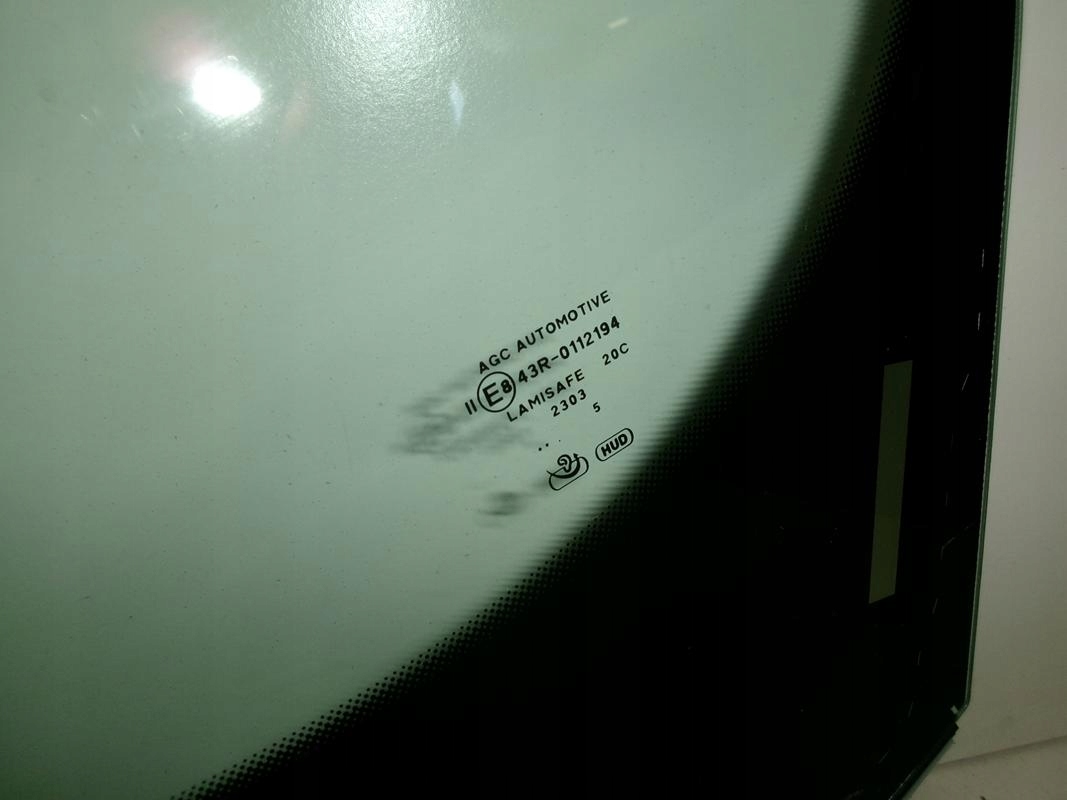 AGC AUTOMOTIVE
II E8 43R-0112194
LAMISAFE 20C
2303 5
HUD